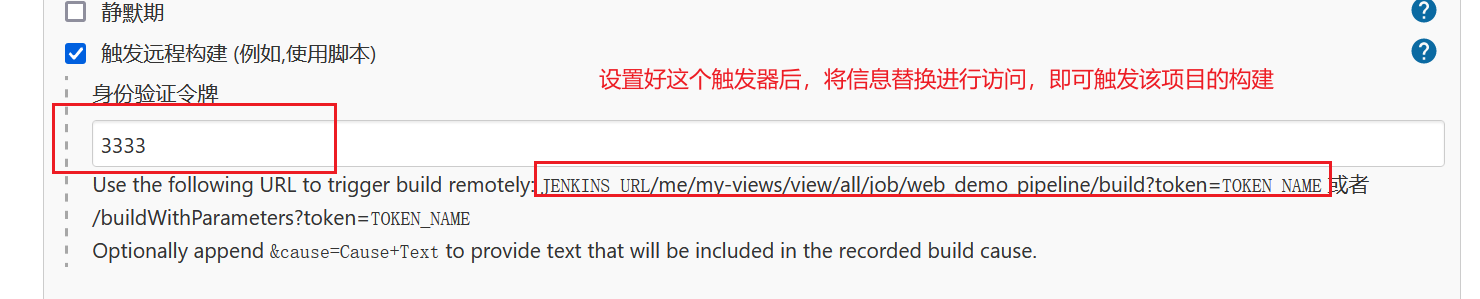 静默期
?
触发远程构建 (例如,使用脚本)
?
设置好这个触发器后，将信息替换进行访问，即可触发该项目的构建
身份验证令牌
3333
Use the following URL to trigger build remotely: JENKINS_URL/me/my-views/view/all/job/web_demo_pipeline/build?token=TOKEN_NAME 或者
/buildWithParameters?token=TOKEN_NAME
Optionally append &cause=Cause+Text to provide text that will be included in the recorded build cause.